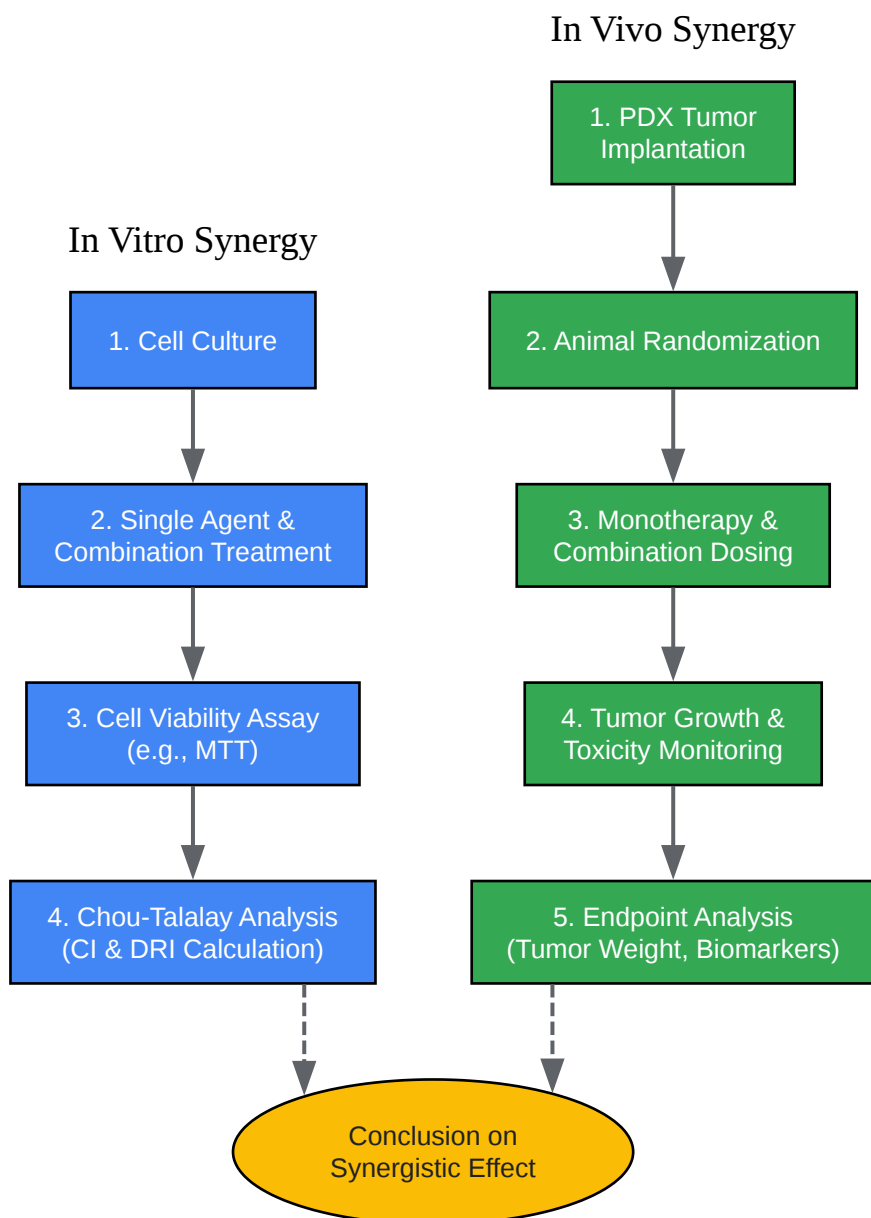 In Vitro Synergy
1. Cell Culture
2. Single Agent &
Combination Treatment
3. Cell Viability Assay
(e.g., MTT)
4. Chou-Talalay Analysis
(CI & DRI Calculation)
In Vivo Synergy
1. PDX Tumor
Implantation
2. Animal Randomization
3. Monotherapy &
Combination Dosing
4. Tumor Growth &
Toxicity Monitoring
5. Endpoint Analysis
(Tumor Weight, Biomarkers)
Conclusion on
Synergistic Effect